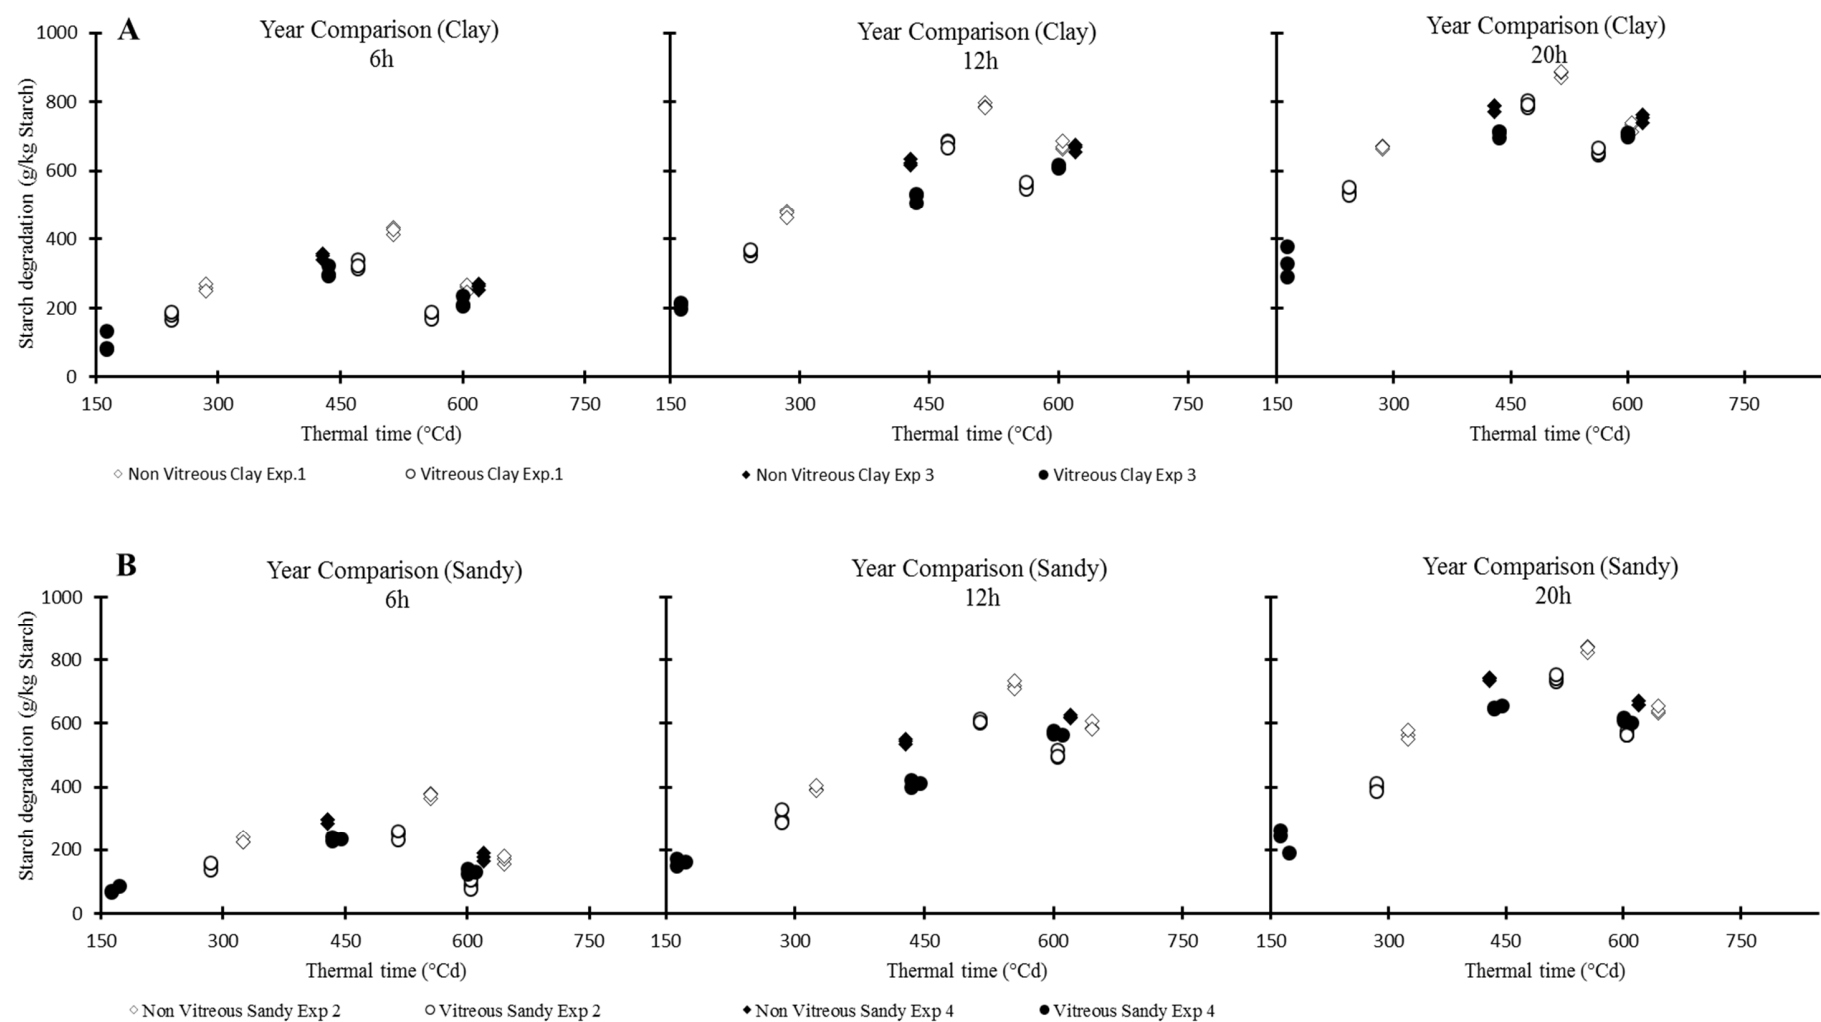 A
Year Comparison (Clay)
6h
Year Comparison (Clay)
12h
Year Comparison (Clay)
20h
Starch degradation (g/kg Starch)
1000
800
600
400
200
0
150 300 450 600 750
150 300 450 600 750
150 300 450 600 750
Thermal time (°Cd)
Thermal time (°Cd)
Thermal time (°Cd)
Non Vitreous Clay Exp.1
Vitreous Clay Exp.1
Non Vitreous Clay Exp 3
Vitreous Clay Exp 3
B
Year Comparison (Sandy)
6h
Year Comparison (Sandy)
12h
Year Comparison (Sandy)
20h
Starch degradation (g/kg Starch)
1000
800
600
400
200
0
150 300 450 600 750
150 300 450 600 750
150 300 450 600 750
Thermal time (°Cd)
Thermal time (°Cd)
Thermal time (°Cd)
Non Vitreous Sandy Exp 2
Vitreous Sandy Exp 2
Non Vitreous Sandy Exp 4
Vitreous Sandy Exp 4